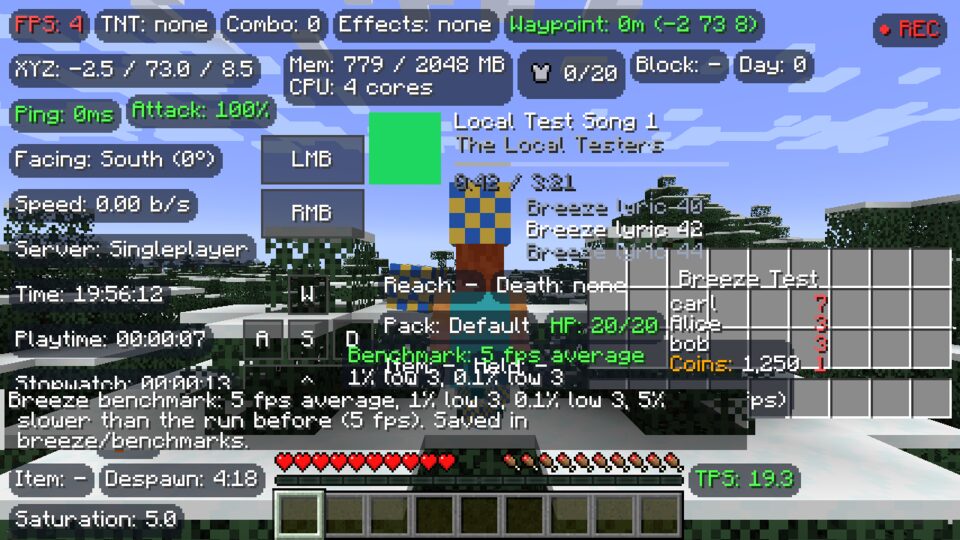 FPS: 4
TNT: none
Combo: 0
Effects: none
Waypoint: 0m (-2 73 8)
REC
XYZ: -2.5 / 73.0 / 8.5
Mem: 779 / 2048 MB
CPU: 4 cores
0/20
Block: -
Day: 0
Ping: 0ms
Attack: 100%
Local Test Song 1
The Local Testers
0:42 / 3:21
Facing: South (0°)
LMB
Speed: 0.00 b/s
RMB
Breeze lyric 40
Breeze lyric 42
Breeze lyric 44
Server: Singleplayer
Reach: -
Death: none
Breeze Test
Time: 19:56:12
W
carl 7
Alice 3
bob 3
Coins: 1,250 1
Pack: Default
HP: 20/20
Playtime: 00:00:07
A
S
D
Benchmark: 5 fps average
1% low 3, 0.1% low 3
Stopwatch: 00:00:13
^
Breeze benchmark: 5 fps average, 1% low 3, 0.1% low 3, 5%
slower than the run before (5 fps). Saved in
breeze/benchmarks.
fps)
Item: -
Despawn: 4:18
TPS: 19.3
Saturation: 5.0